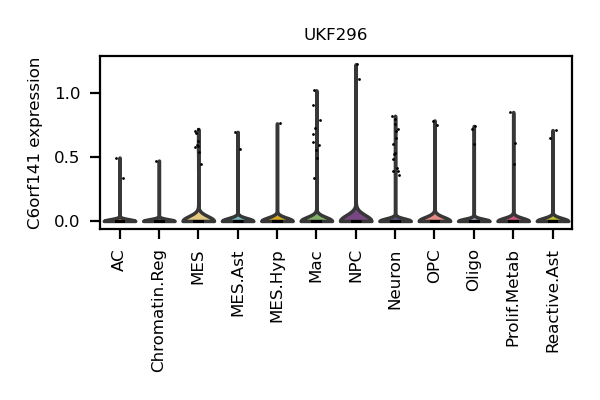 UKF296
C6orf141 expression
1.0
0.5
0.0
AC
Chromatin.Reg
MES
MES.Ast
MES.Hyp
Mac
NPC
Neuron
OPC
Oligo
Prolif.Metab
Reactive.Ast